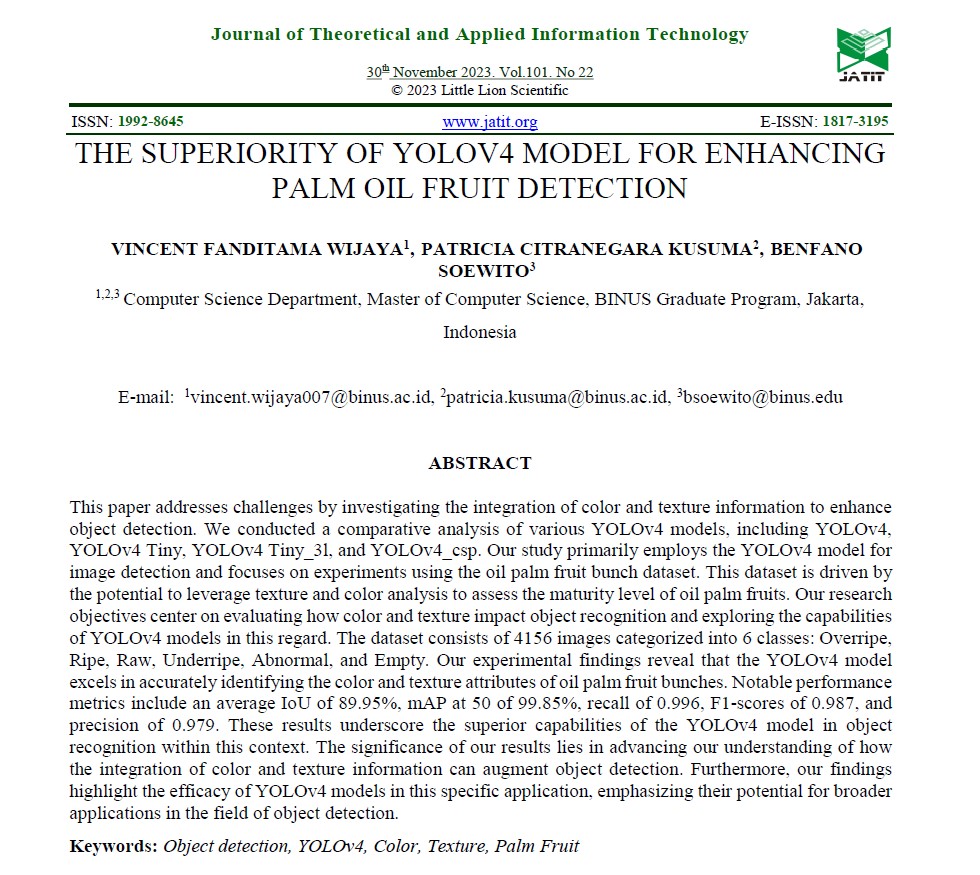 Journal of Theoretical and Applied Information Technology
30th November 2023. Vol.101. No 22
© 2023 Little Lion Scientific
JATIT
ISSN: 1992-8645 www.jatit.org E-ISSN: 1817-3195
THE SUPERIORITY OF YOLOV4 MODEL FOR ENHANCING
PALM OIL FRUIT DETECTION
VINCENT FANDITAMA WIJAYA1, PATRICIA CITRANEGARA KUSUMA2, BENFANO
SOEWITO3
1,2,3 Computer Science Department, Master of Computer Science, BINUS Graduate Program, Jakarta,
Indonesia
E-mail: 1vincent.wijaya007@binus.ac.id, 2patricia.kusuma@binus.ac.id, 3bsoewito@binus.edu
ABSTRACT
This paper addresses challenges by investigating the integration of color and texture information to enhance
object detection. We conducted a comparative analysis of various YOLOv4 models, including YOLOv4,
YOLOv4 Tiny, YOLOv4 Tiny_3l, and YOLOv4_csp. Our study primarily employs the YOLOv4 model for
image detection and focuses on experiments using the oil palm fruit bunch dataset. This dataset is driven by
the potential to leverage texture and color analysis to assess the maturity level of oil palm fruits. Our research
objectives center on evaluating how color and texture impact object recognition and exploring the capabilities
of YOLOv4 models in this regard. The dataset consists of 4156 images categorized into 6 classes: Overripe,
Ripe, Raw, Underripe, Abnormal, and Empty. Our experimental findings reveal that the YOLOv4 model
excels in accurately identifying the color and texture attributes of oil palm fruit bunches. Notable performance
metrics include an average IoU of 89.95%, mAP at 50 of 99.85%, recall of 0.996, F1-scores of 0.987, and
precision of 0.979. These results underscore the superior capabilities of the YOLOv4 model in object
recognition within this context. The significance of our results lies in advancing our understanding of how
the integration of color and texture information can augment object detection. Furthermore, our findings
highlight the efficacy of YOLOv4 models in this specific application, emphasizing their potential for broader
applications in the field of object detection.
Keywords: Object detection, YOLOv4, Color, Texture, Palm Fruit